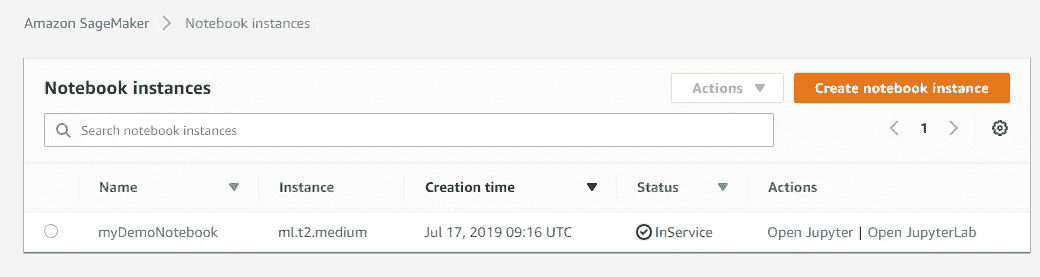 Amazon SageMaker > Notebook instances
Notebook instances
Actions
Create notebook instance
Search notebook instances
1
Name Instance Creation time Status Actions
myDemoNotebook ml.t2.medium Jul 17, 2019 09:16 UTC InService Open Jupyter | Open JupyterLab